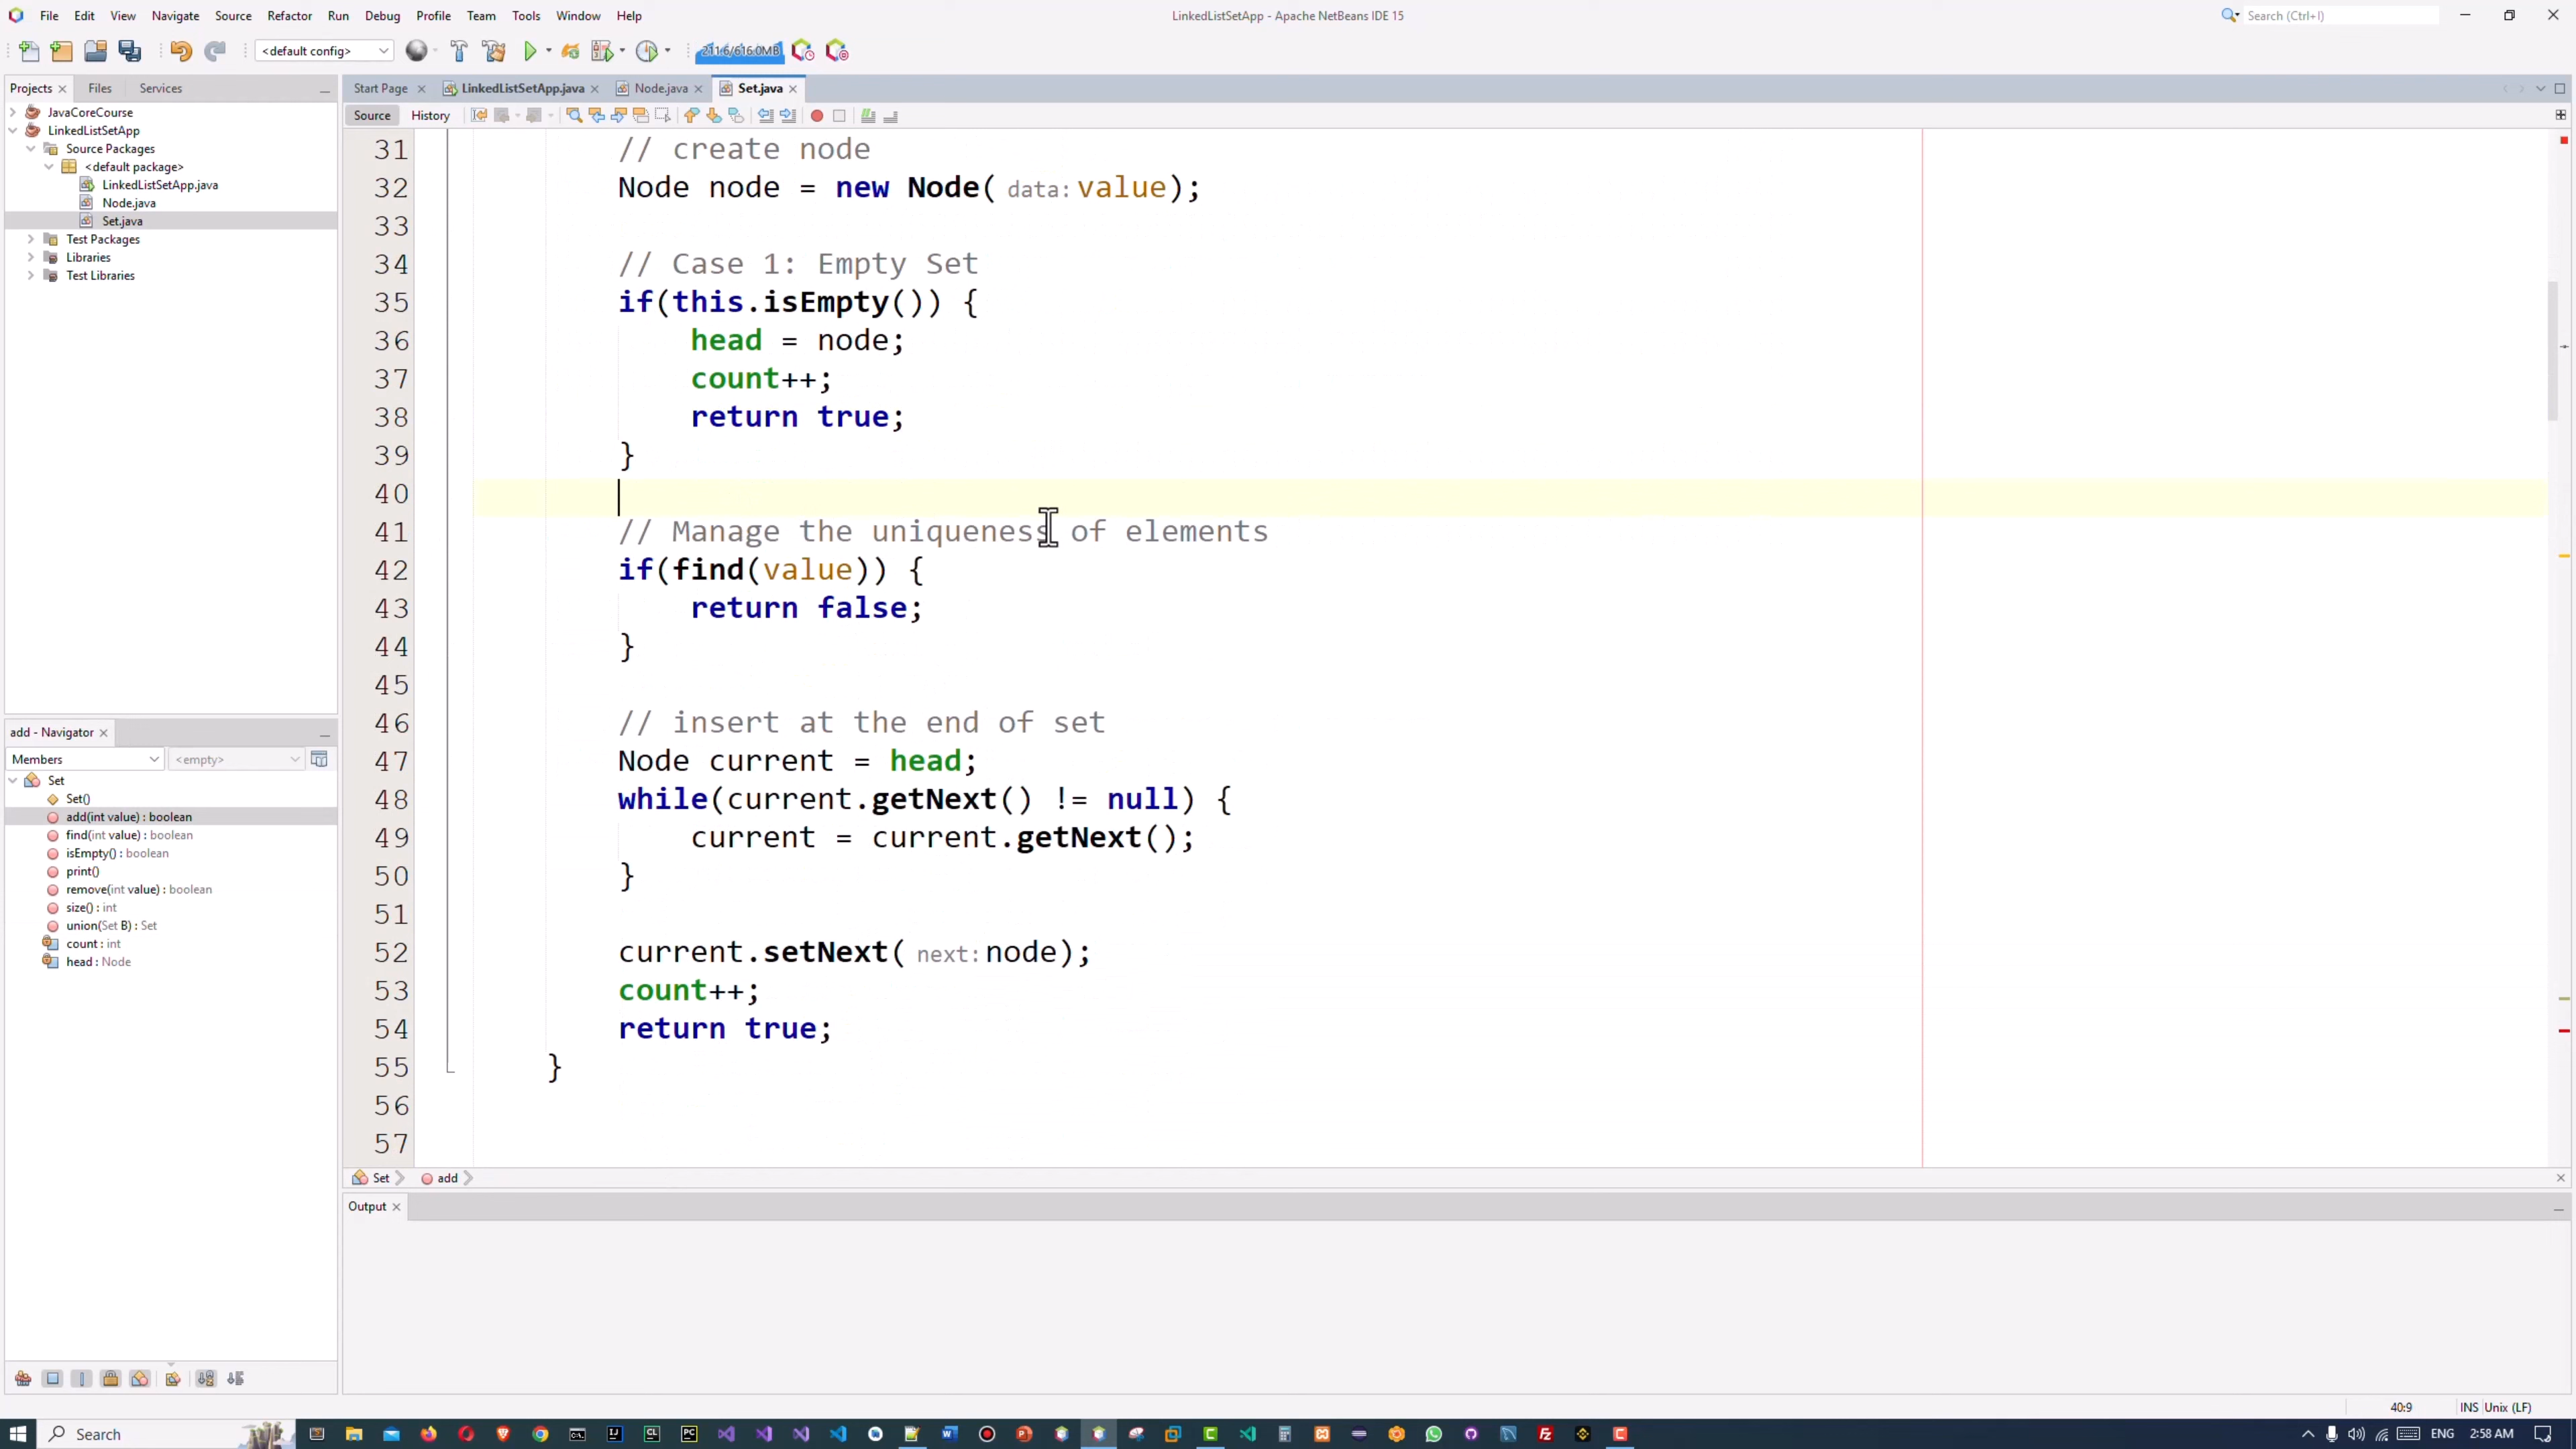 File Edit View Navigate Source Refactor Run Debug Profile Team Tools Window Help
LinkedListSetApp - Apache NetBeans IDE 15
Search (Ctrl+I)
<default config>
211.6/616.0MB
Projects Files Services
JavaCoreCourse
LinkedListSetApp
Source Packages
<default package>
LinkedListSetApp.java
Node.java
Set.java
Test Packages
Libraries
Test Libraries
Start Page LinkedListSetApp.java Node.java Set.java
Source History
31 // create node
32 Node node = new Node( data: value);
33
34 // Case 1: Empty Set
35 if(this.isEmpty()) {
36 head = node;
37 count++;
38 return true;
39 }
40
41 // Manage the uniqueness of elements
42 if(find(value)) {
43 return false;
44 }
45
46 // insert at the end of set
47 Node current = head;
48 while(current.getNext() != null) {
49 current = current.getNext();
50 }
51
52 current.setNext( next: node);
53 count++;
54 return true;
55 }
56
57
Set add
add - Navigator
Members <empty>
Set
Set()
add(int value) : boolean
find(int value) : boolean
isEmpty() : boolean
print()
remove(int value) : boolean
size() : int
union(Set B) : Set
count : int
head : Node
Output
40:9 INS Unix (LF)
Search
ENG 2:58 AM